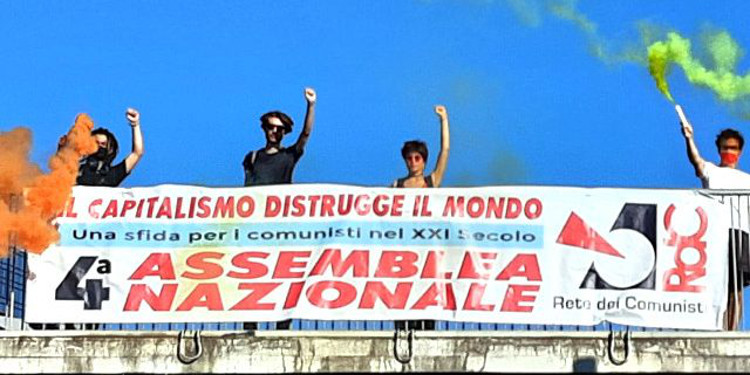 IL CAPITALISMO DISTRUGGE IL MONDO
Una sfida per i comunisti nel XXI Secolo
4ª ASSEMBLEA
NAZIONALE
RdC
Rete dei Comunisti